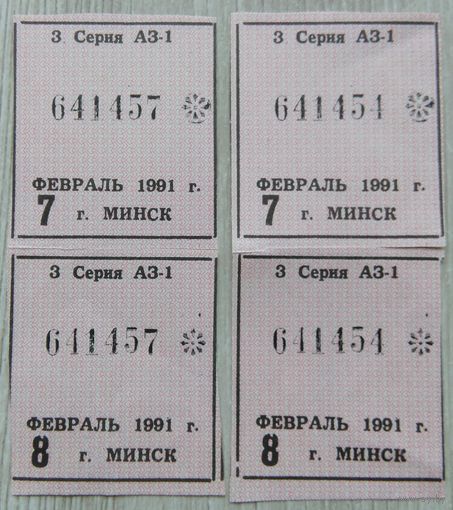 3 Серия АЗ-1
641457
ФЕВРАЛЬ 1991 г.
7 г. МИНСК
3 Серия АЗ-1
641454
ФЕВРАЛЬ 1991 г.
7 г. МИНСК
3 Серия АЗ-1
641457
ФЕВРАЛЬ 1991 г.
8 г. МИНСК
3 Серия АЗ-1
641454
ФЕВРАЛЬ 1991 г.
8 г. МИНСК